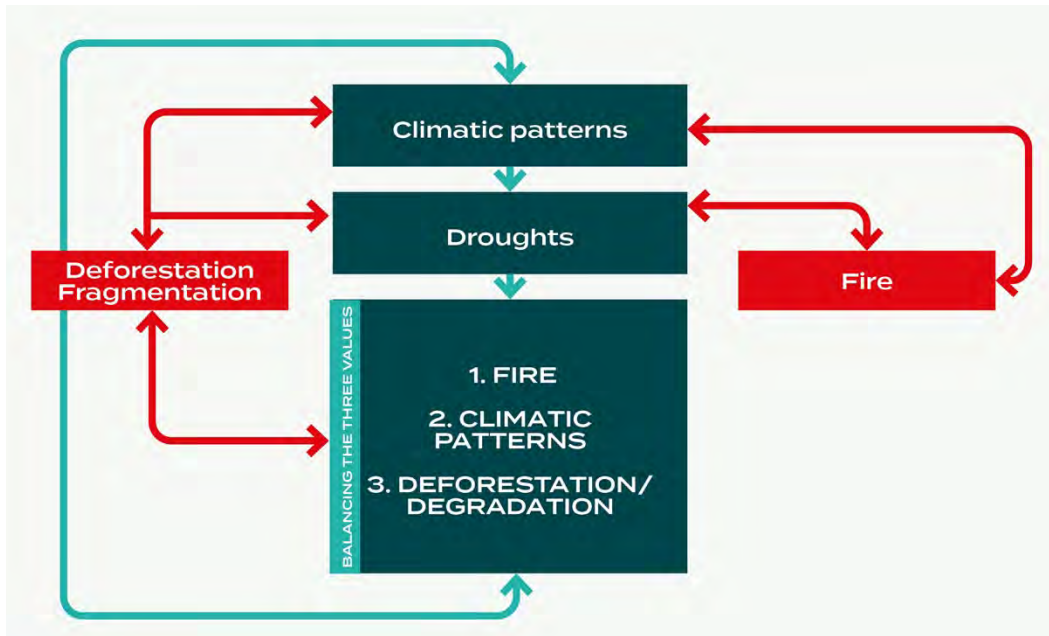 Climatic patterns
Droughts
Deforestation
Fragmentation
Fire
BALANCING THE THREE VALUES
1. FIRE
2. CLIMATIC
PATTERNS
3. DEFORESTATION/
DEGRADATION